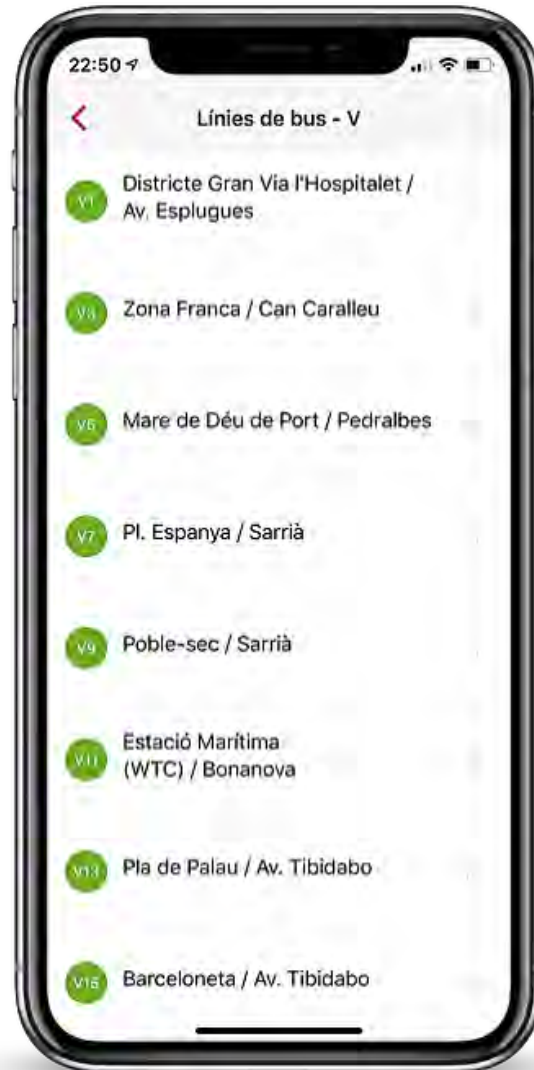 22:50
Línies de bus - V
V1
Districte Gran Via l'Hospitalet /
Av. Esplugues
V3
Zona Franca / Can Caralleu
V5
Mare de Déu de Port / Pedralbes
V7
Pl. Espanya / Sarrià
V9
Poble-sec / Sarrià
V11
Estació Marítima
(WTC) / Bonanova
V13
Pla de Palau / Av. Tibidabo
V15
Barceloneta / Av. Tibidabo